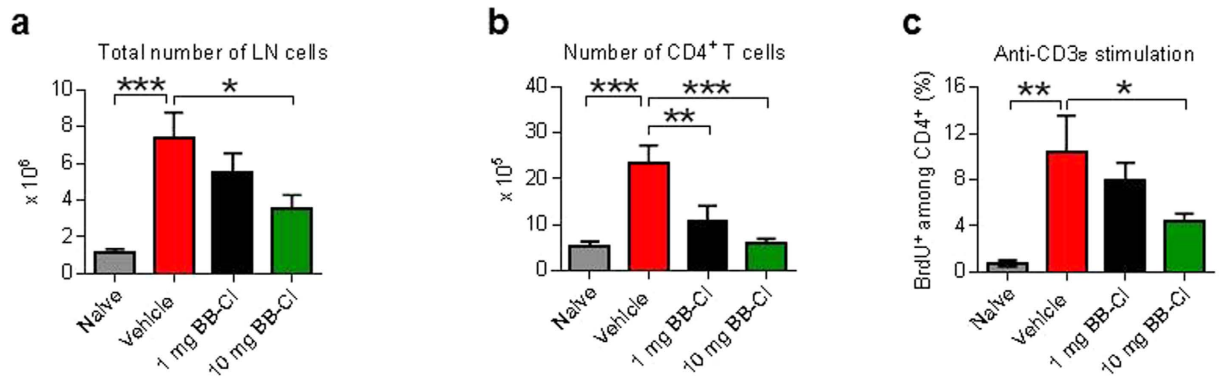 a
Total number of LN cells
x 10⁶
10
8
6
4
2
0
***
*
Naive
Vehicle
1 mg BB-Cl
10 mg BB-Cl
b
Number of CD4⁺ T cells
x 10⁵
40
30
20
10
0
***
***
**
Naive
Vehicle
1 mg BB-Cl
10 mg BB-Cl
c
Anti-CD3ε stimulation
BrdU⁺ among CD4⁺ (%)
16
12
8
4
0
**
*
Naive
Vehicle
1 mg BB-Cl
10 mg BB-Cl